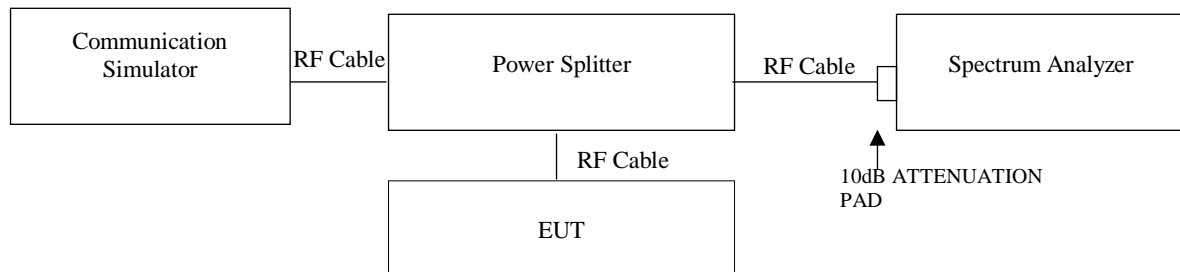 Communication
Simulator
RF Cable
Power Splitter
RF Cable
Spectrum Analyzer
RF Cable
10dB ATTENUATION
PAD
EUT